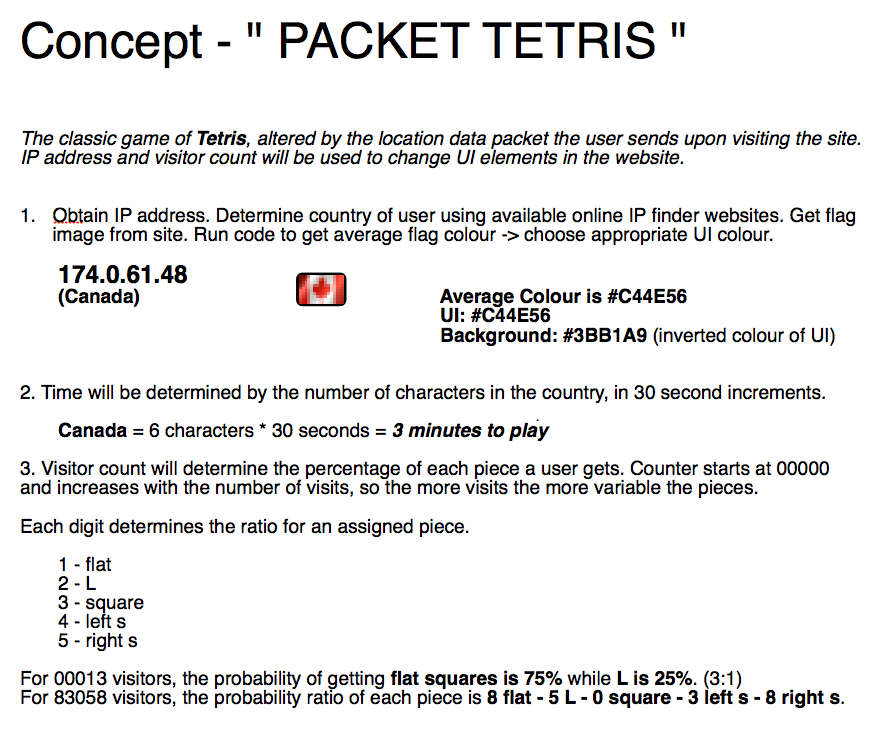 Concept - " PACKET TETRIS "
The classic game of Tetris, altered by the location data packet the user sends upon visiting the site.
IP address and visitor count will be used to change UI elements in the website.
1. Obtain IP address. Determine country of user using available online IP finder websites. Get flag
image from site. Run code to get average flag colour -> choose appropriate UI colour.
174.0.61.48
(Canada)
Average Colour is #C44E56
UI: #C44E56
Background: #3BB1A9 (inverted colour of UI)
2. Time will be determined by the number of characters in the country, in 30 second increments.
Canada = 6 characters * 30 seconds = 3 minutes to play
3. Visitor count will determine the percentage of each piece a user gets. Counter starts at 00000
and increases with the number of visits, so the more visits the more variable the pieces.
Each digit determines the ratio for an assigned piece.
1 - flat
2 - L
3 - square
4 - left s
5 - right s
For 00013 visitors, the probability of getting flat squares is 75% while L is 25%. (3:1)
For 83058 visitors, the probability ratio of each piece is 8 flat - 5 L - 0 square - 3 left s - 8 right s.